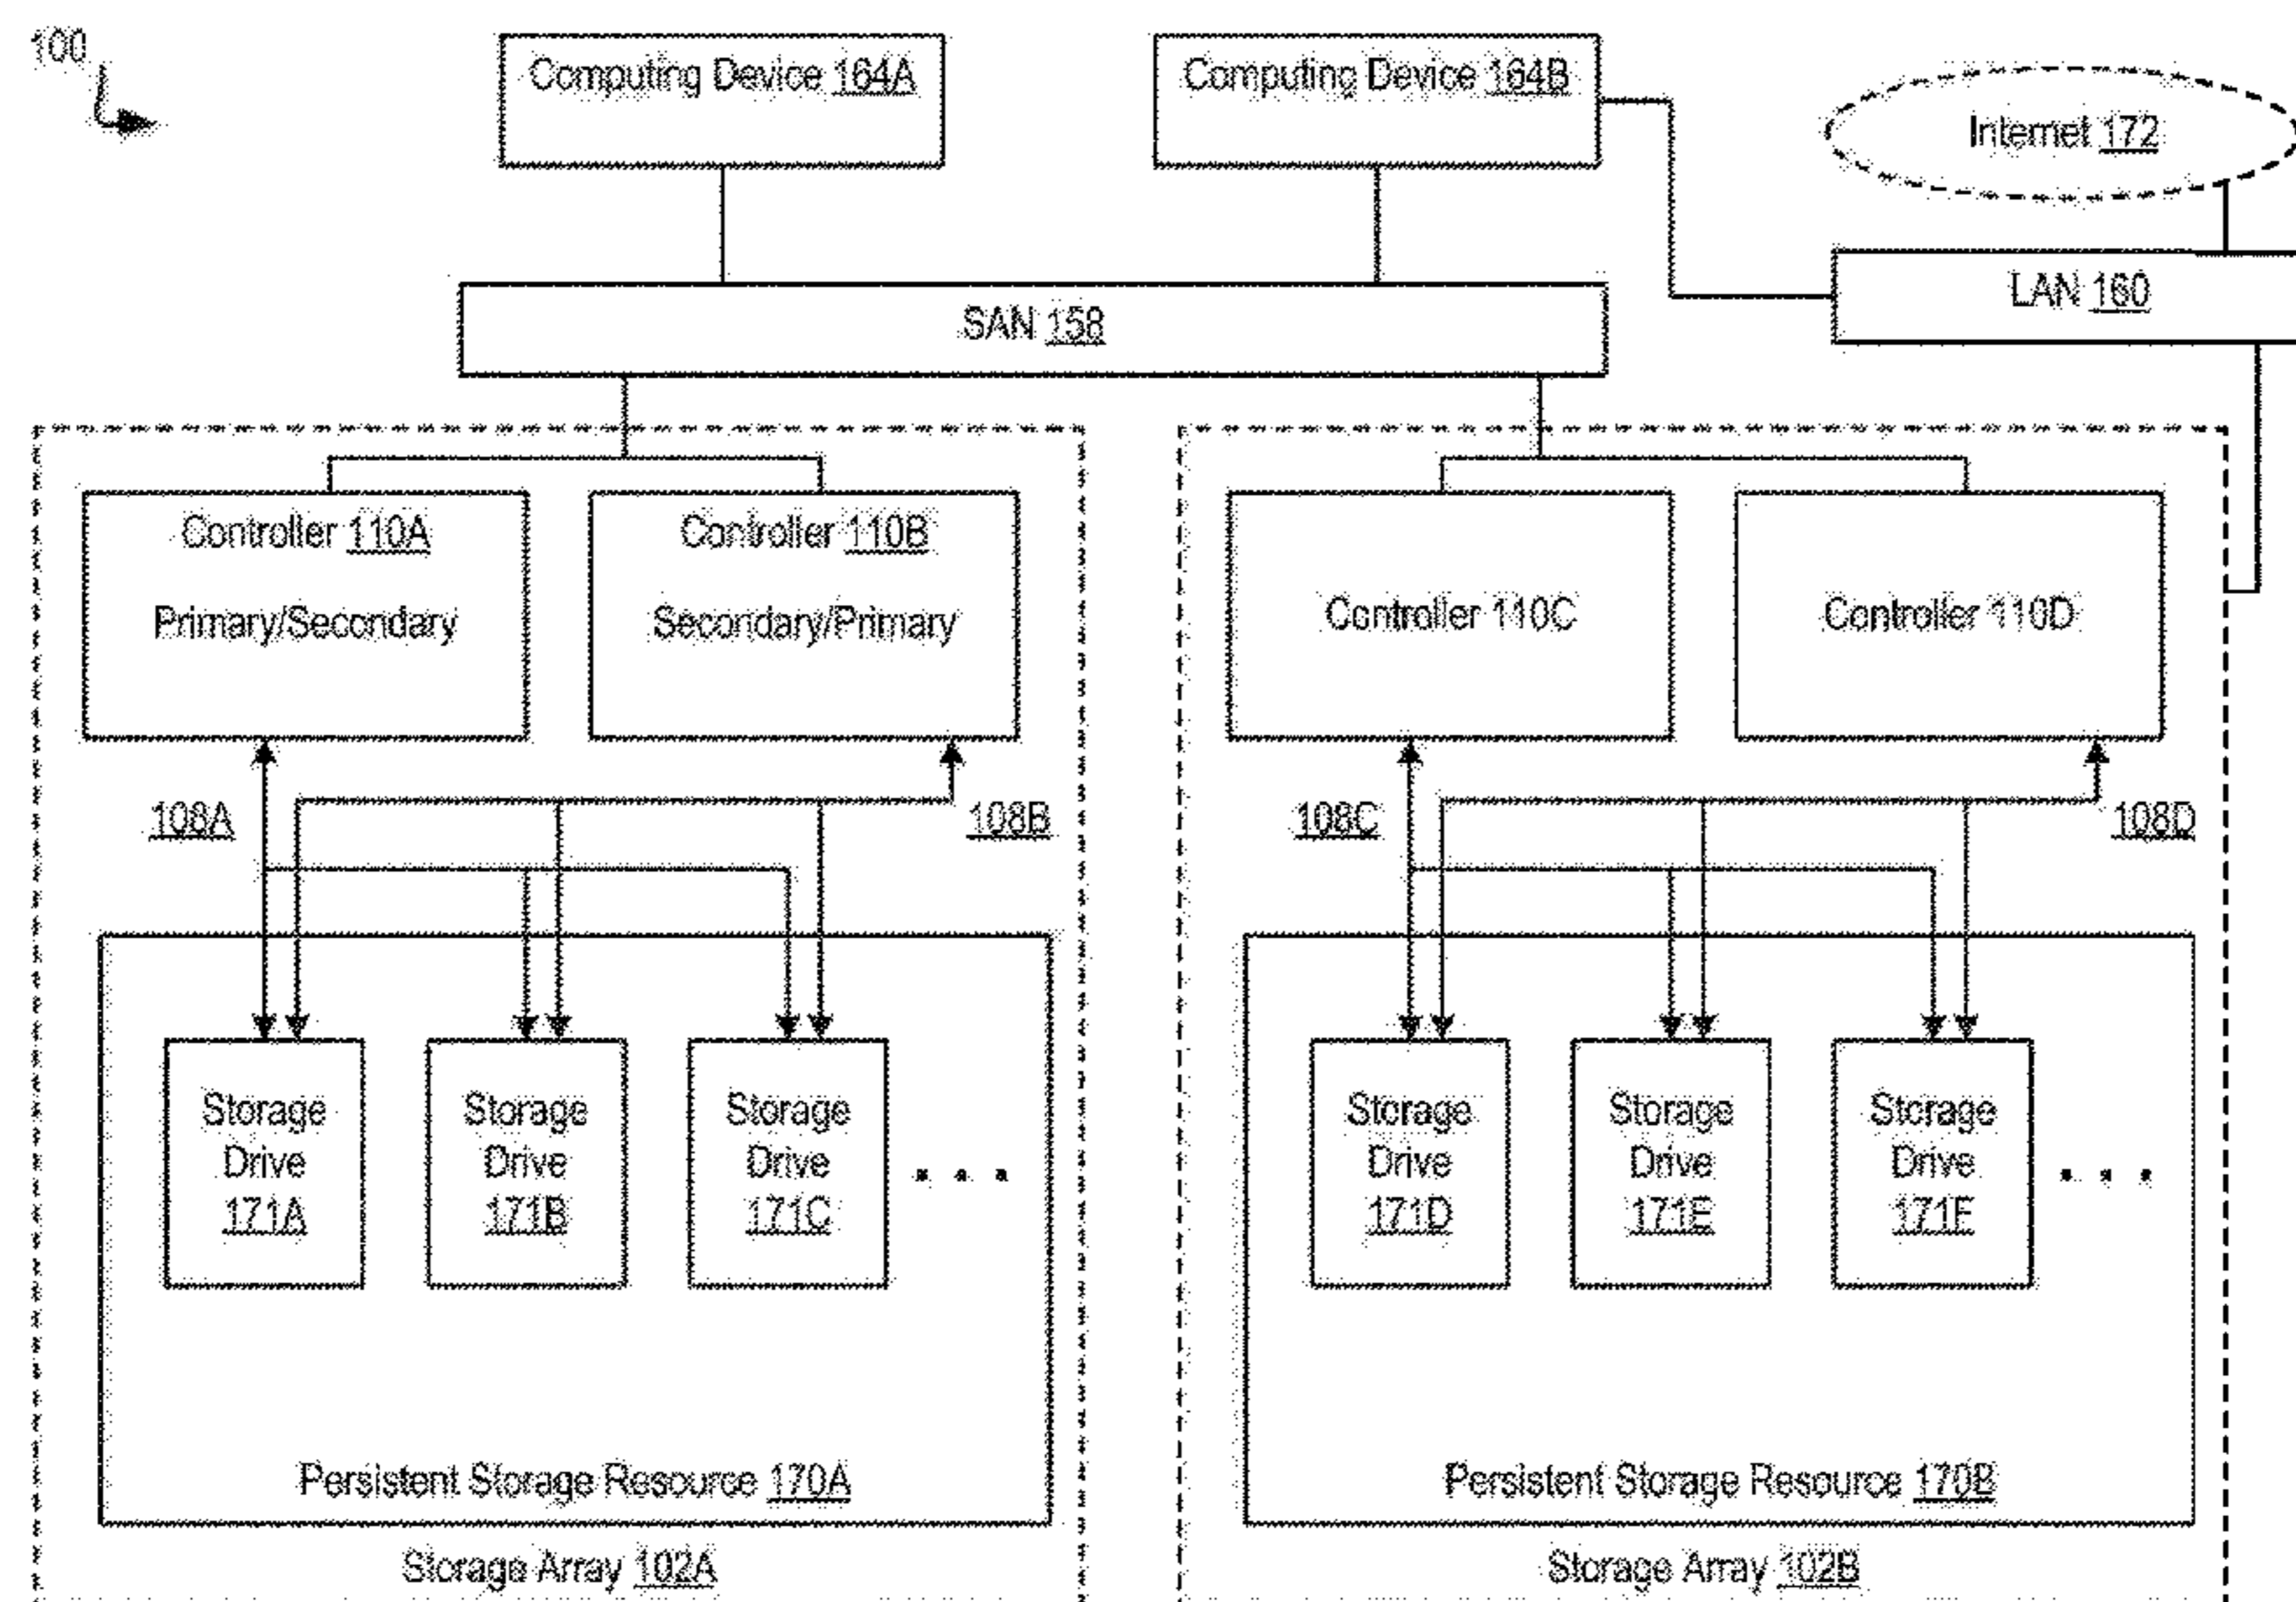 100
Computing Device 164A
Computing Device 164B
Internet 172
LAN 160
SAN 158
Controller 110A
Primary/Secondary
Controller 110B
Secondary/Primary
Controller 110C
Controller 110D
108A
108B
108C
108D
Storage
Drive
171A
Storage
Drive
171B
Storage
Drive
171C
. . .
Storage
Drive
171D
Storage
Drive
171E
Storage
Drive
171F
. . .
Persistent Storage Resource 170A
Persistent Storage Resource 170B
Storage Array 102A
Storage Array 102B